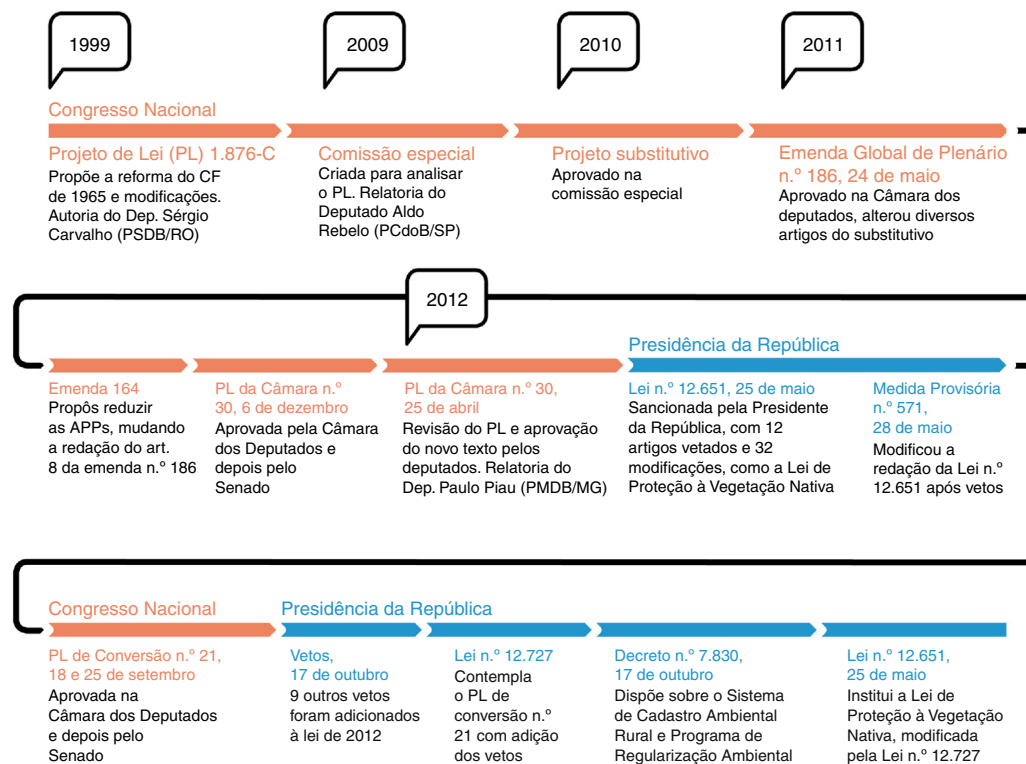 1999
2009
2010
2011
Congresso Nacional
Projeto de Lei (PL) 1.876-C
Propõe a reforma do CF
de 1965 e modificações.
Autoria do Dep. Sérgio
Carvalho (PSDB/RO)
Comissão especial
Criada para analisar
o PL. Relatoria do
Deputado Aldo
Rebelo (PCdoB/SP)
Projeto substitutivo
Aprovado na
comissão especial
Emenda Global de Plenário
n.º 186, 24 de maio
Aprovado na Câmara dos
deputados, alterou diversos
artigos do substitutivo
2012
Emenda 164
Propôs reduzir
as APPs, mudando
a redação do art.
8 da emenda n.º 186
PL da Câmara n.º
30, 6 de dezembro
Aprovada pela Câmara
dos Deputados e
depois pelo
Senado
PL da Câmara n.º 30,
25 de abril
Revisão do PL e aprovação
do novo texto pelos
deputados. Relatoria do
Dep. Paulo Piau (PMDB/MG)
Presidência da República
Lei n.º 12.651, 25 de maio
Sancionada pela Presidente
da República, com 12
artigos vetados e 32
modificações, como a Lei de
Proteção à Vegetação Nativa
Medida Provisória
n.º 571,
28 de maio
Modificou a
redação da Lei n.º
12.651 após vetos
Congresso Nacional
PL de Conversão n.º 21,
18 e 25 de setembro
Aprovada na
Câmara dos Deputados
e depois pelo
Senado
Presidência da República
Vetos,
17 de outubro
9 outros vetos
foram adicionados
à lei de 2012
Lei n.º 12.727
Contempla
o PL de
conversão n.º
21 com adição
dos vetos
Decreto n.º 7.830,
17 de outubro
Dispõe sobre o Sistema
de Cadastro Ambiental
Rural e Programa de
Regularização Ambiental
Lei n.º 12.651,
25 de maio
Institui a Lei de
Proteção à Vegetação
Nativa, modificada
pela Lei n.º 12.727